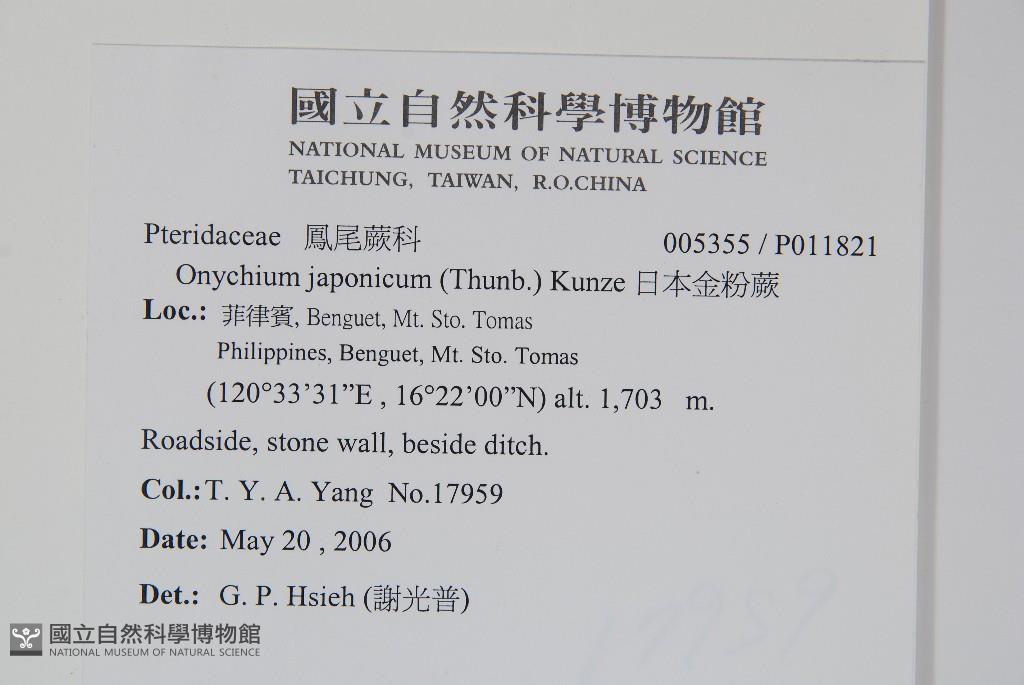 國立自然科學博物館
NATIONAL MUSEUM OF NATURAL SCIENCE
TAICHUNG, TAIWAN, R.O.CHINA
Pteridaceae 鳳尾蕨科 005355 / P011821
Onychium japonicum (Thunb.) Kunze 日本金粉蕨
Loc.: 菲律賓, Benguet, Mt. Sto. Tomas
Philippines, Benguet, Mt. Sto. Tomas
(120°33’31”E , 16°22’00”N) alt. 1,703 m.
Roadside, stone wall, beside ditch.
Col.: T. Y. A. Yang No.17959
Date: May 20 , 2006
Det.: G. P. Hsieh (謝光普)
17959
國立自然科學博物館
NATIONAL MUSEUM OF NATURAL SCIENCE